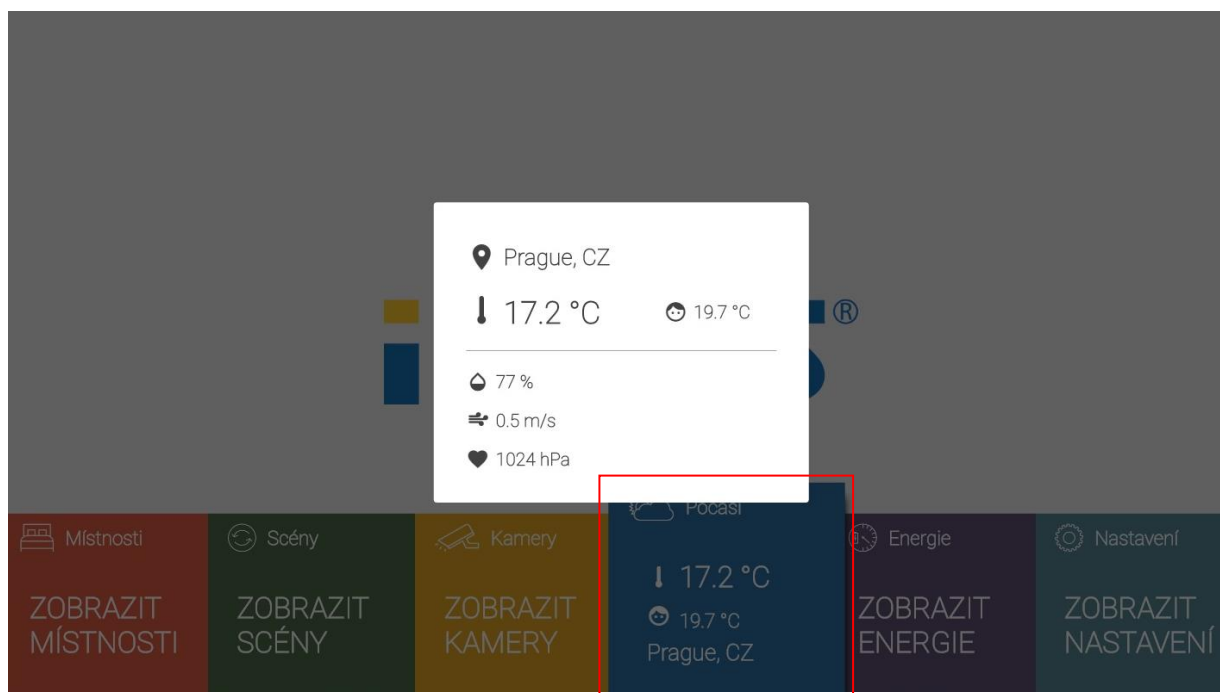 Prague, CZ
17.2 °C
19.7 °C
®
77 %
0.5 m/s
1024 hPa
Místnosti
ZOBRAZIT
MÍSTNOSTI
Scény
ZOBRAZIT
SCÉNY
Kamery
ZOBRAZIT
KAMERY
Počasí
17.2 °C
19.7 °C
Prague, CZ
Energie
ZOBRAZIT
ENERGIE
Nastavení
ZOBRAZIT
NASTAVENÍ